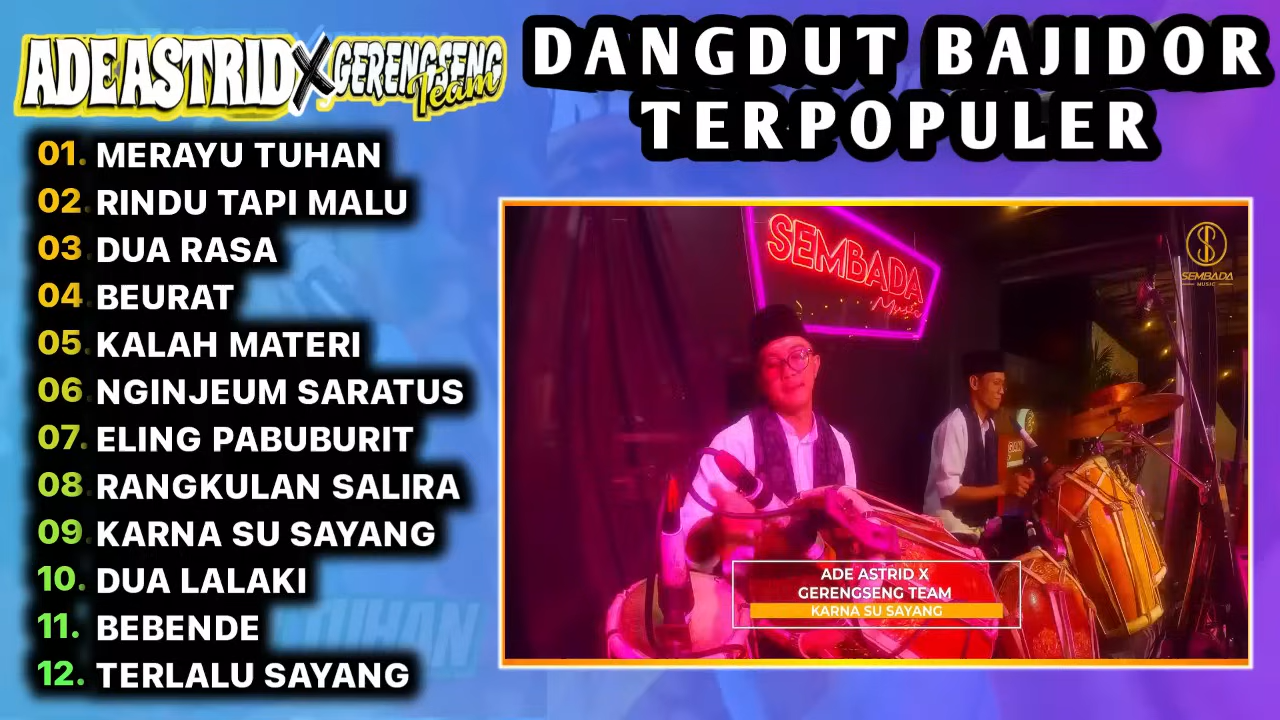 ADE ASTRID X GERENGSENG Team
DANGDUT BAJIDOR
TERPOPULER
01. MERAYU TUHAN
02. RINDU TAPI MALU
03. DUA RASA
04. BEURAT
05. KALAH MATERI
06. NGINJEUM SARATUS
07. ELING PABUBURIT
08. RANGKULAN SALIRA
09. KARNA SU SAYANG
10. DUA LALAKI
11. BEBENDE
12. TERLALU SAYANG
SEMBADA
Music
SEMBADA
MUSIC
ADE ASTRID X
GERENGSENG TEAM
KARNA SU SAYANG
TUHAN